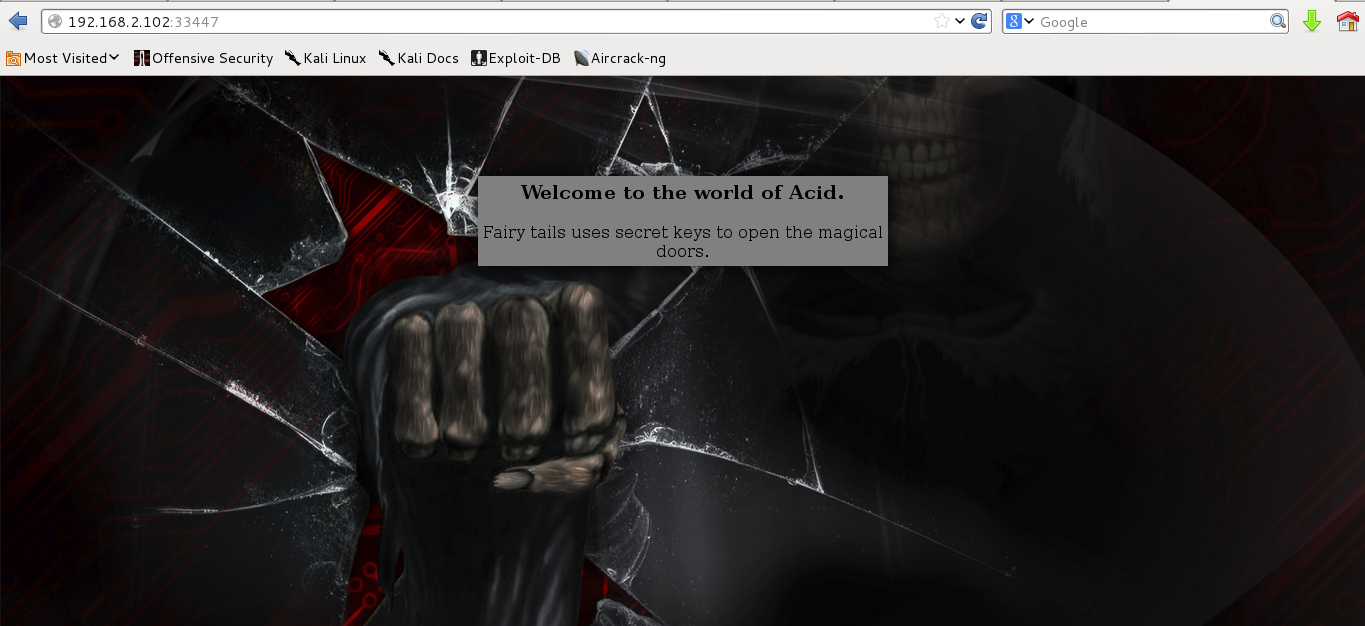 192.168.2.102:33447
Google
Most Visited
Offensive Security
Kali Linux
Kali Docs
Exploit-DB
Aircrack-ng
Welcome to the world of Acid.
Fairy tails uses secret keys to open the magical
doors.